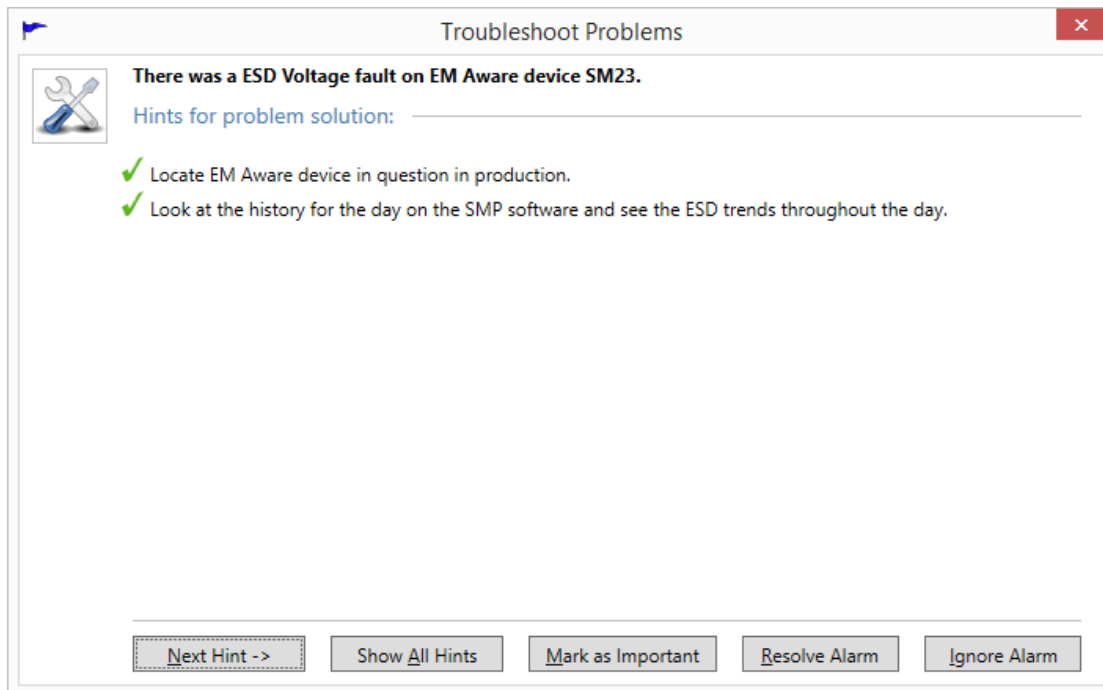 Troubleshoot Problems
There was a ESD Voltage fault on EM Aware device SM23.
Hints for problem solution:
Locate EM Aware device in question in production.
Look at the history for the day on the SMP software and see the ESD trends throughout the day.
Next Hint ->
Show All Hints
Mark as Important
Resolve Alarm
Ignore Alarm